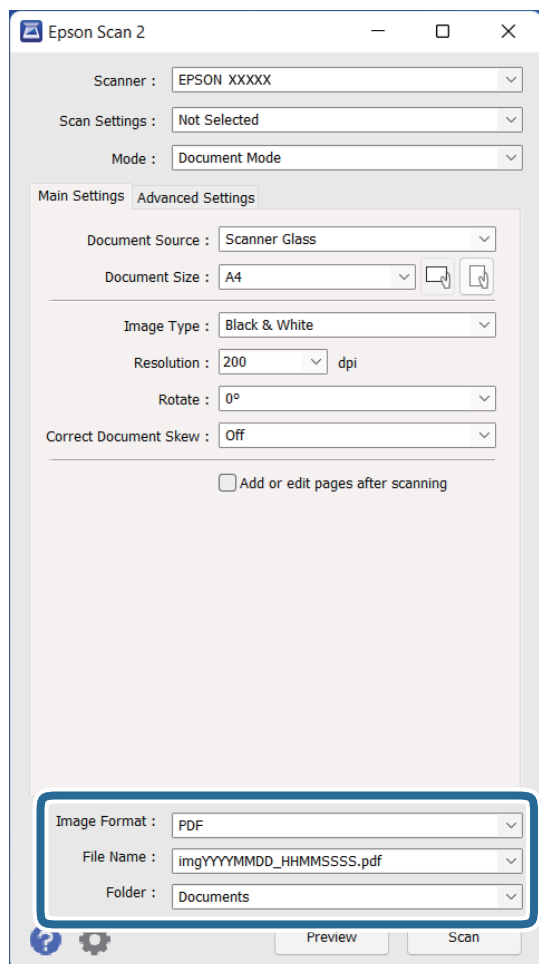 Epson Scan 2
Scanner : EPSON XXXXX
Scan Settings : Not Selected
Mode : Document Mode
Main Settings Advanced Settings
Document Source : Scanner Glass
Document Size : A4
Image Type : Black & White
Resolution : 200 dpi
Rotate : 0°
Correct Document Skew : Off
Add or edit pages after scanning
Image Format : PDF
File Name : imgYYYYMMDD_HHMMSSSS.pdf
Folder : Documents
? Preview Scan